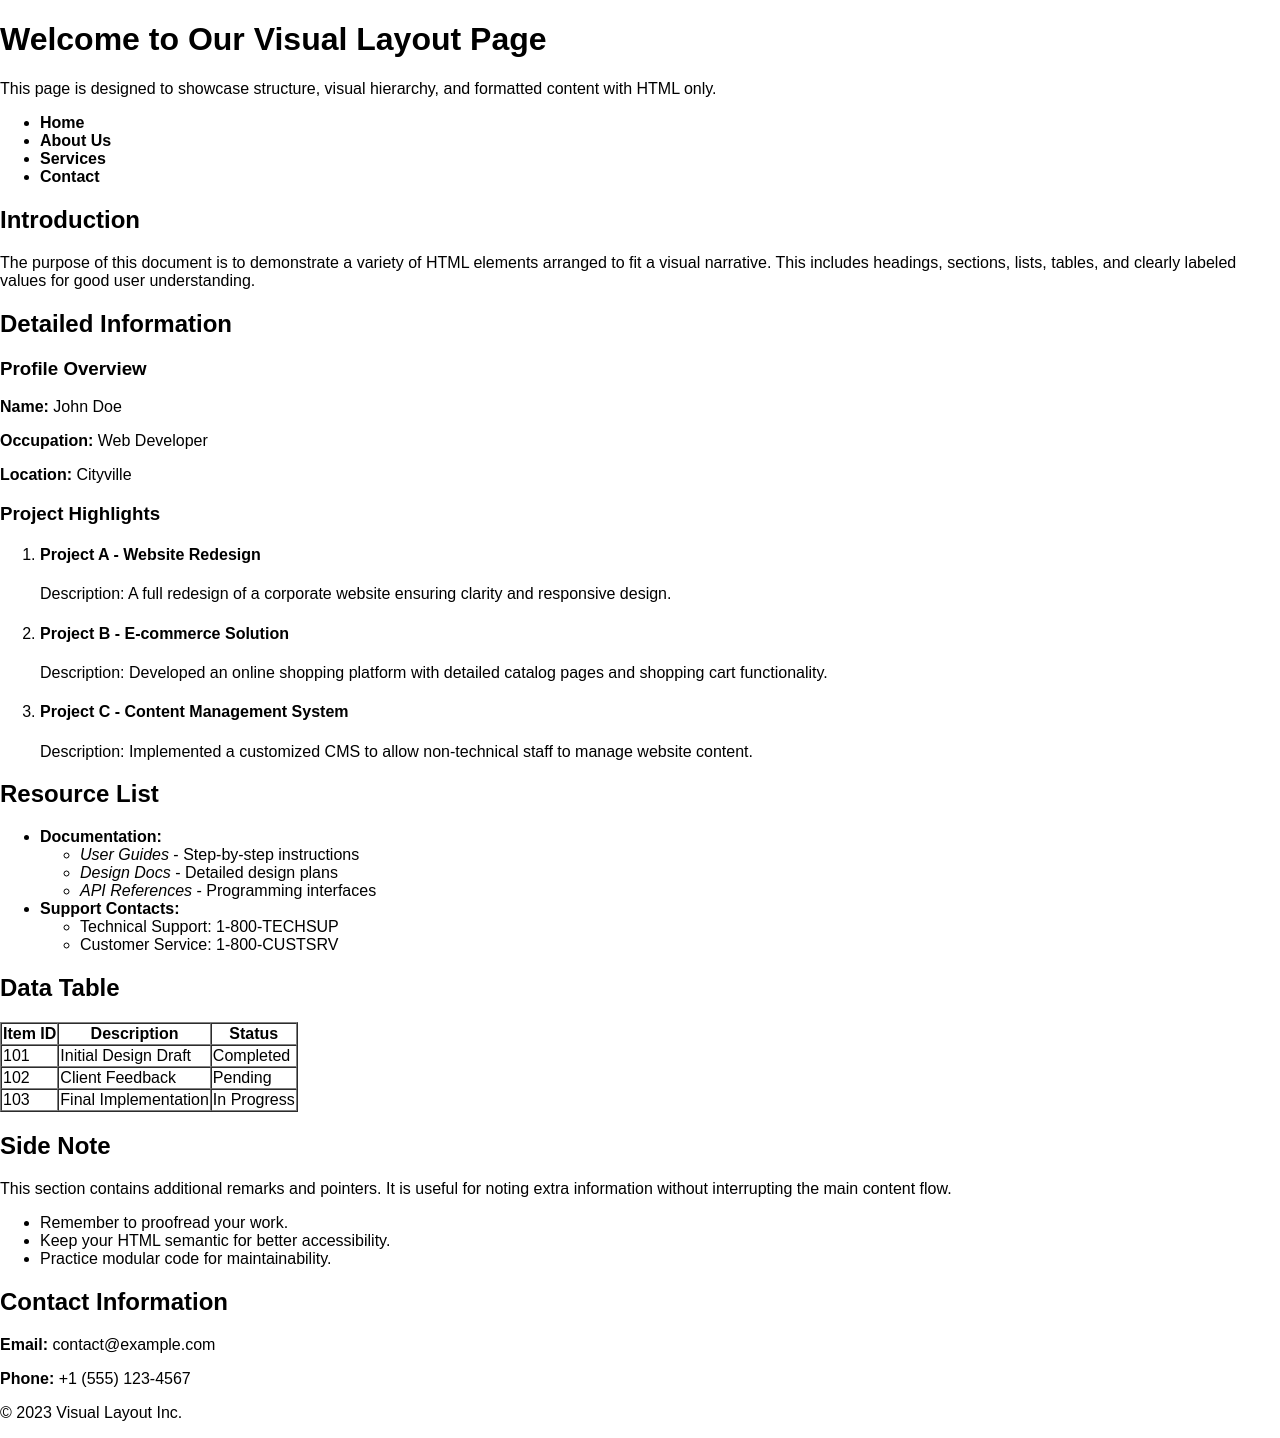 Welcome to Our Visual Layout Page
This page is designed to showcase structure, visual hierarchy, and formatted content with HTML only.
• Home
• About Us
• Services
• Contact
Introduction
The purpose of this document is to demonstrate a variety of HTML elements arranged to fit a visual narrative. This includes headings, sections, lists, tables, and clearly labeled
values for good user understanding.
Detailed Information
Profile Overview
Name: John Doe
Occupation: Web Developer
Location: Cityville
Project Highlights
1. Project A - Website Redesign
Description: A full redesign of a corporate website ensuring clarity and responsive design.
2. Project B - E-commerce Solution
Description: Developed an online shopping platform with detailed catalog pages and shopping cart functionality.
3. Project C - Content Management System
Description: Implemented a customized CMS to allow non-technical staff to manage website content.
Resource List
• Documentation:
◦ User Guides - Step-by-step instructions
◦ Design Docs - Detailed design plans
◦ API References - Programming interfaces
• Support Contacts:
◦ Technical Support: 1-800-TECHSUP
◦ Customer Service: 1-800-CUSTSRV
Data Table
Item ID Description Status
101 Initial Design Draft Completed
102 Client Feedback Pending
103 Final Implementation In Progress
Side Note
This section contains additional remarks and pointers. It is useful for noting extra information without interrupting the main content flow.
• Remember to proofread your work.
• Keep your HTML semantic for better accessibility.
• Practice modular code for maintainability.
Contact Information
Email: contact@example.com
Phone: +1 (555) 123-4567
© 2023 Visual Layout Inc.